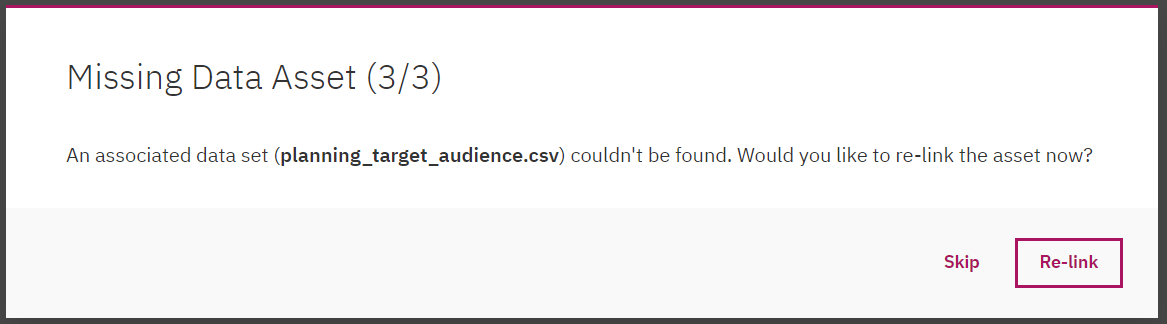 Missing Data Asset (3/3)
An associated data set (planning_target_audience.csv) couldn't be found. Would you like to re-link the asset now?
Skip
Re-link